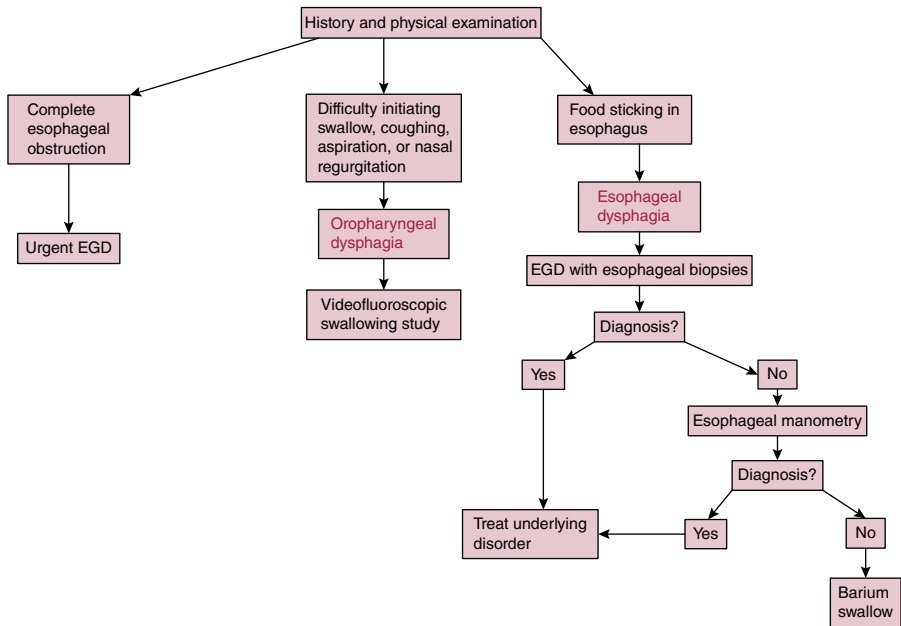 History and physical examination
Complete
esophageal
obstruction
Difficulty initiating
swallow, coughing,
aspiration, or nasal
regurgitation
Food sticking in
esophagus
Urgent EGD
Oropharyngeal
dysphagia
Esophageal
dysphagia
Videofluoroscopic
swallowing study
EGD with esophageal biopsies
Diagnosis?
Yes
No
Esophageal manometry
Diagnosis?
Treat underlying
disorder
Yes
No
Barium
swallow